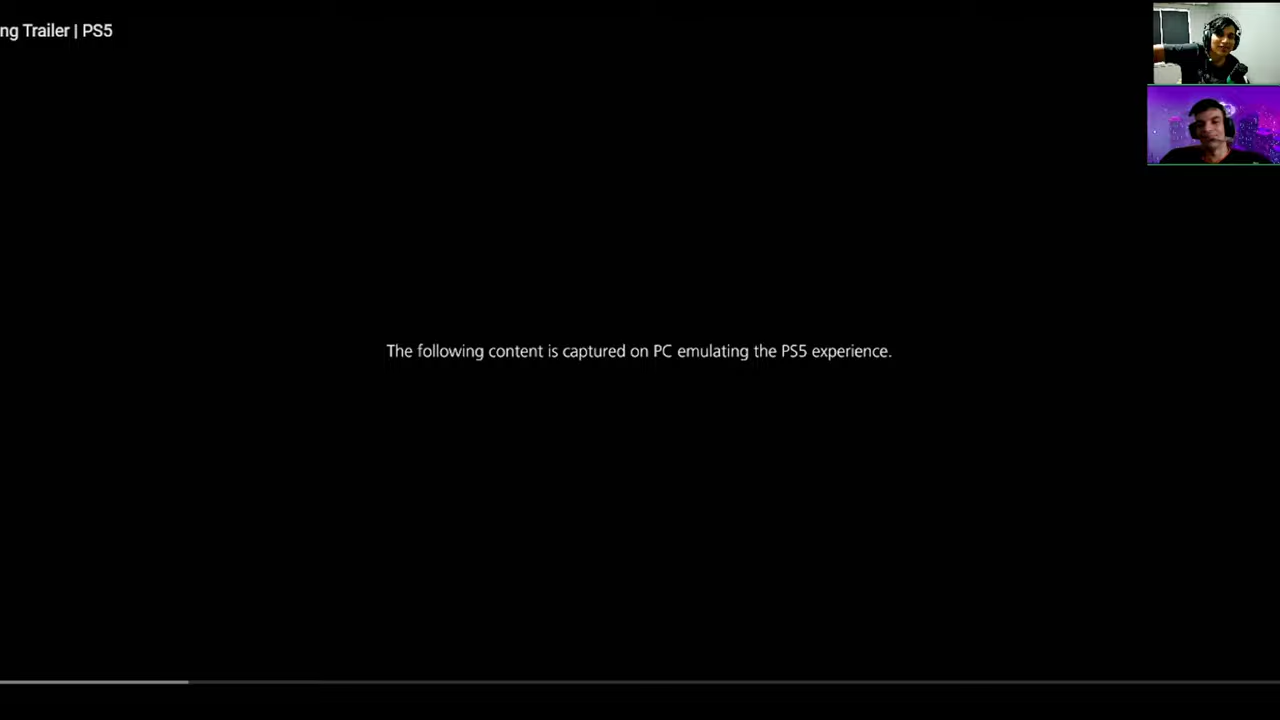 ng Trailer | PS5
The following content is captured on PC emulating the PS5 experience.